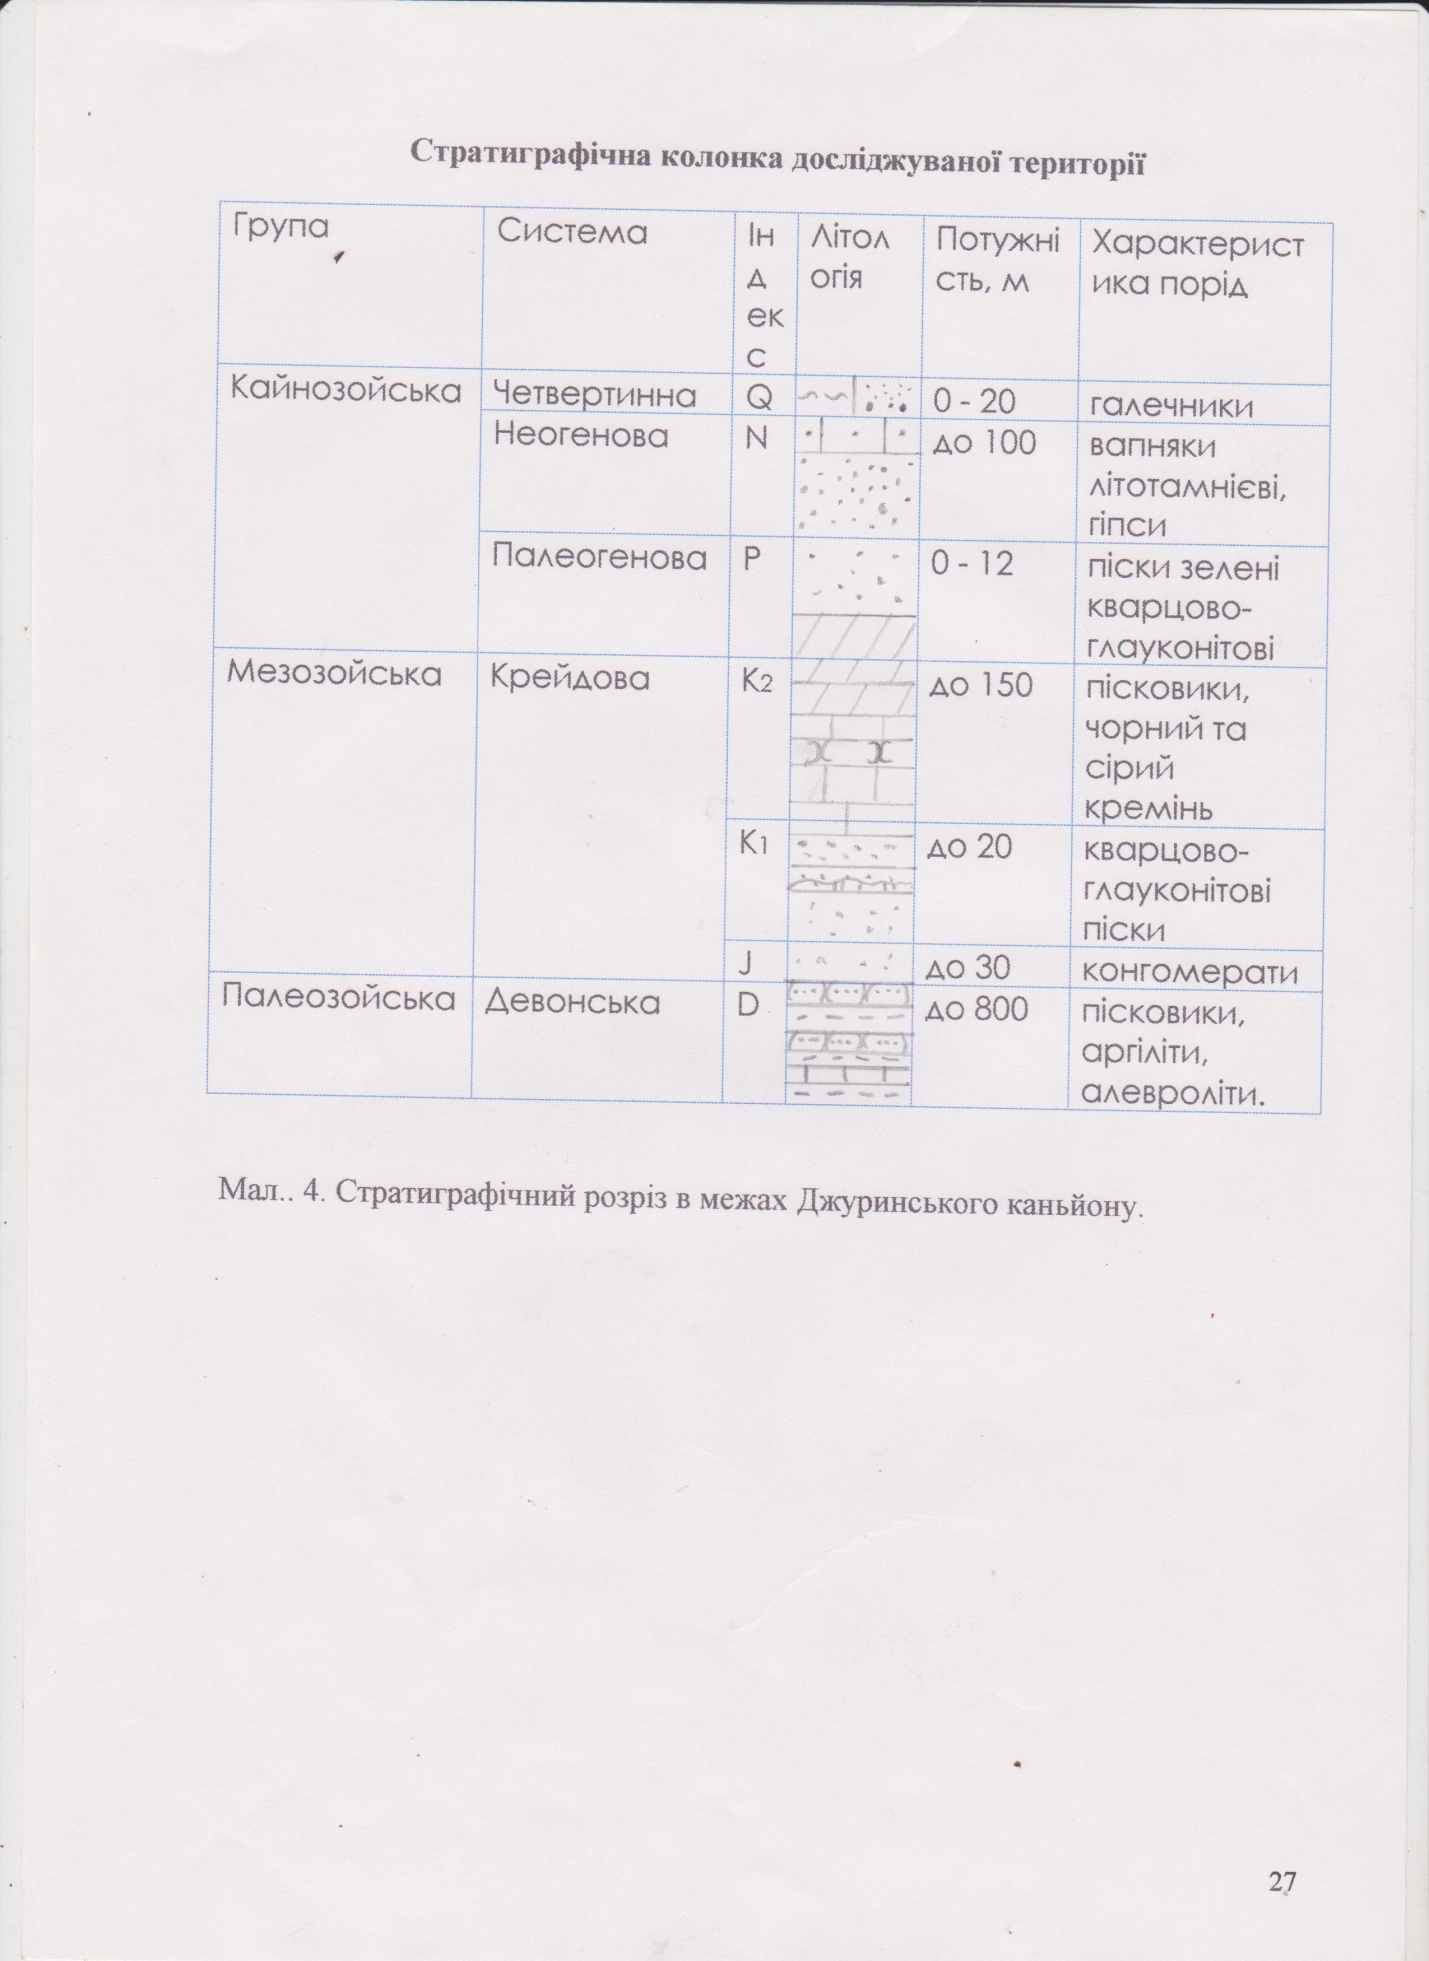 Стратиграфічна колонка досліджуваної території
Група
Система
Ін
д
ек
с
Літол
огія
Потужні
сть, м
Характерист
ика порід
Кайнозойська
Четвертинна
Q
0 - 20
галечники
Неогенова
N
до 100
вапняки
літотамнієві,
гіпси
Палеогенова
P
0 - 12
піски зелені
кварцово-
глауконітові
Мезозойська
Крейдова
K2
до 150
пісковики,
чорний та
сірий
кремінь
K1
до 20
кварцово-
глауконітові
піски
J
до 30
конгомерати
Палеозойська
Девонська
D
до 800
пісковики,
аргіліти,
алевроліти.
Мал.. 4. Стратиграфічний розріз в межах Джуринського каньйону.
27